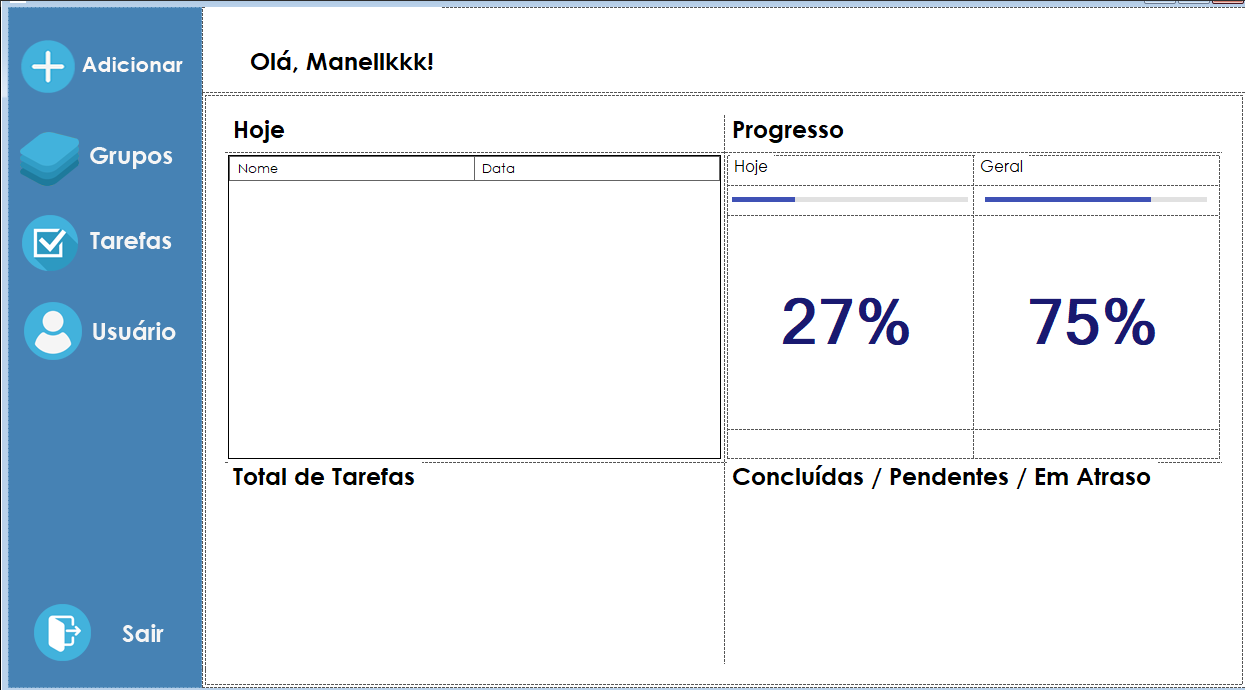 Adicionar
Grupos
Tarefas
Usuário
Sair
Olá, Manellkkk!
Hoje
Nome Data
Progresso
Hoje Geral
27% 75%
Total de Tarefas
Concluídas / Pendentes / Em Atraso